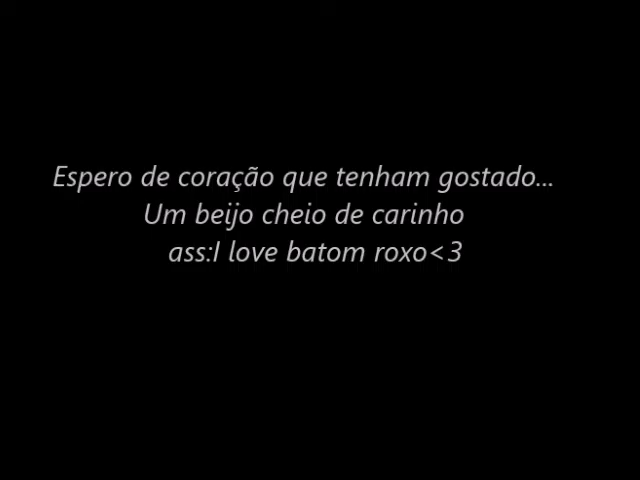 Espero de coração que tenham gostado...
Um beijo cheio de carinho
ass:I love batom roxo<3